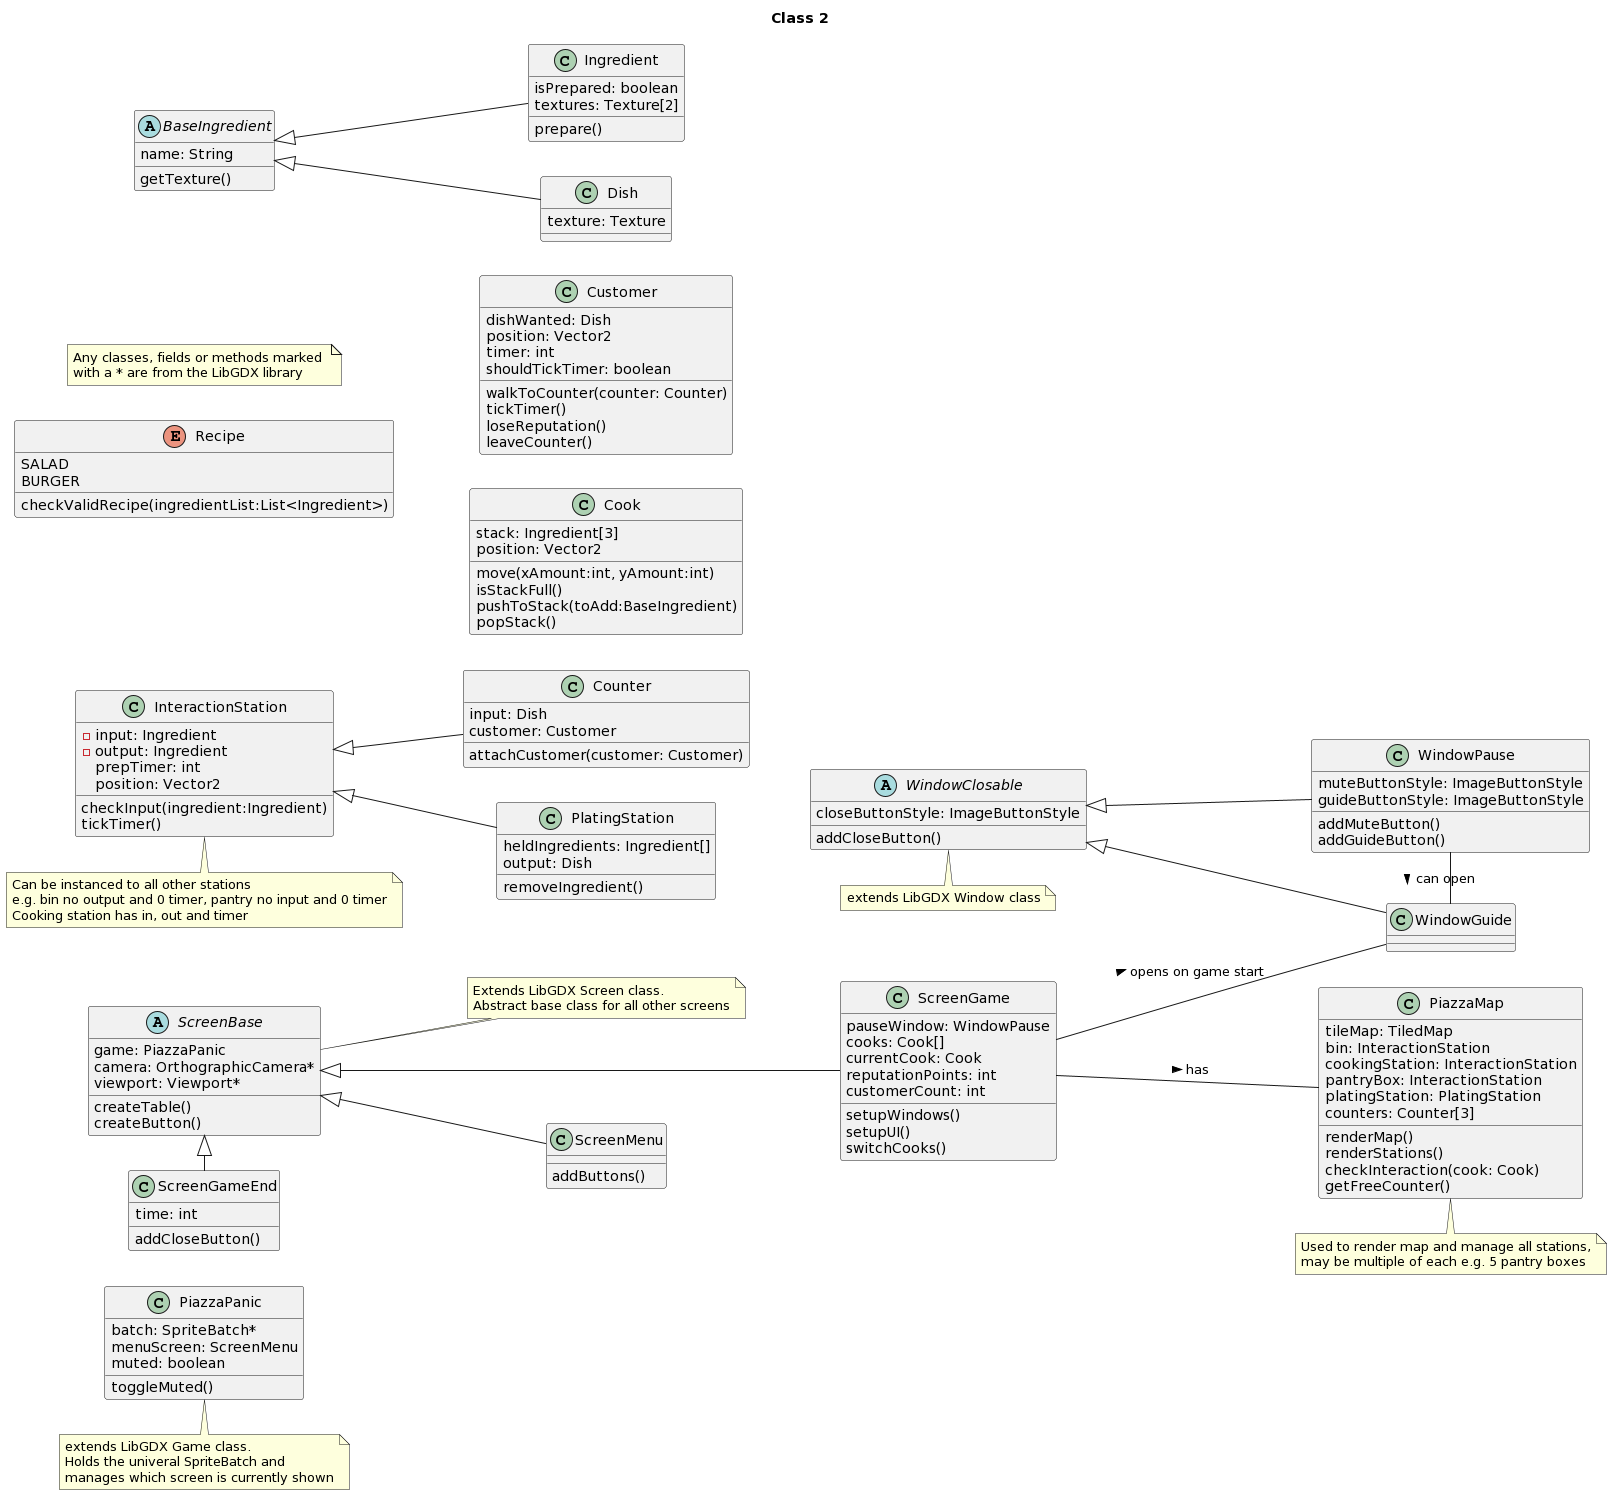 Class 2
A BaseIngredient
name: String
getTexture()
C Ingredient
isPrepared: boolean
textures: Texture[2]
prepare()
C Dish
texture: Texture
Any classes, fields or methods marked
with a * are from the LibGDX library
C Customer
dishWanted: Dish
position: Vector2
timer: int
shouldTickTimer: boolean
walkToCounter(counter: Counter)
tickTimer()
loseReputation()
leaveCounter()
E Recipe
SALAD
BURGER
checkValidRecipe(ingredientList:List<Ingredient>)
C Cook
stack: Ingredient[3]
position: Vector2
move(xAmount:int, yAmount:int)
isStackFull()
pushToStack(toAdd:BaseIngredient)
popStack()
C InteractionStation
input: Ingredient
output: Ingredient
prepTimer: int
position: Vector2
checkInput(ingredient:Ingredient)
tickTimer()
Can be instanced to all other stations
e.g. bin no output and 0 timer, pantry no input and 0 timer
Cooking station has in, out and timer
C Counter
input: Dish
customer: Customer
attachCustomer(customer: Customer)
C PlatingStation
heldIngredients: Ingredient[]
output: Dish
removeIngredient()
A WindowClosable
closeButtonStyle: ImageButtonStyle
addCloseButton()
extends LibGDX Window class
C WindowPause
muteButtonStyle: ImageButtonStyle
guideButtonStyle: ImageButtonStyle
addMuteButton()
addGuideButton()
can open
C WindowGuide
opens on game start
A ScreenBase
game: PiazzaPanic
camera: OrthographicCamera*
viewport: Viewport*
createTable()
createButton()
Extends LibGDX Screen class.
Abstract base class for all other screens
C ScreenGame
pauseWindow: WindowPause
cooks: Cook[]
currentCook: Cook
reputationPoints: int
customerCount: int
setupWindows()
setupUI()
switchCooks()
has
C PiazzaMap
tileMap: TiledMap
bin: InteractionStation
cookingStation: InteractionStation
pantryBox: InteractionStation
platingStation: PlatingStation
counters: Counter[3]
renderMap()
renderStations()
checkInteraction(cook: Cook)
getFreeCounter()
Used to render map and manage all stations,
may be multiple of each e.g. 5 pantry boxes
C ScreenMenu
addButtons()
C ScreenGameEnd
time: int
addCloseButton()
C PiazzaPanic
batch: SpriteBatch*
menuScreen: ScreenMenu
muted: boolean
toggleMuted()
extends LibGDX Game class.
Holds the univeral SpriteBatch and
manages which screen is currently shown